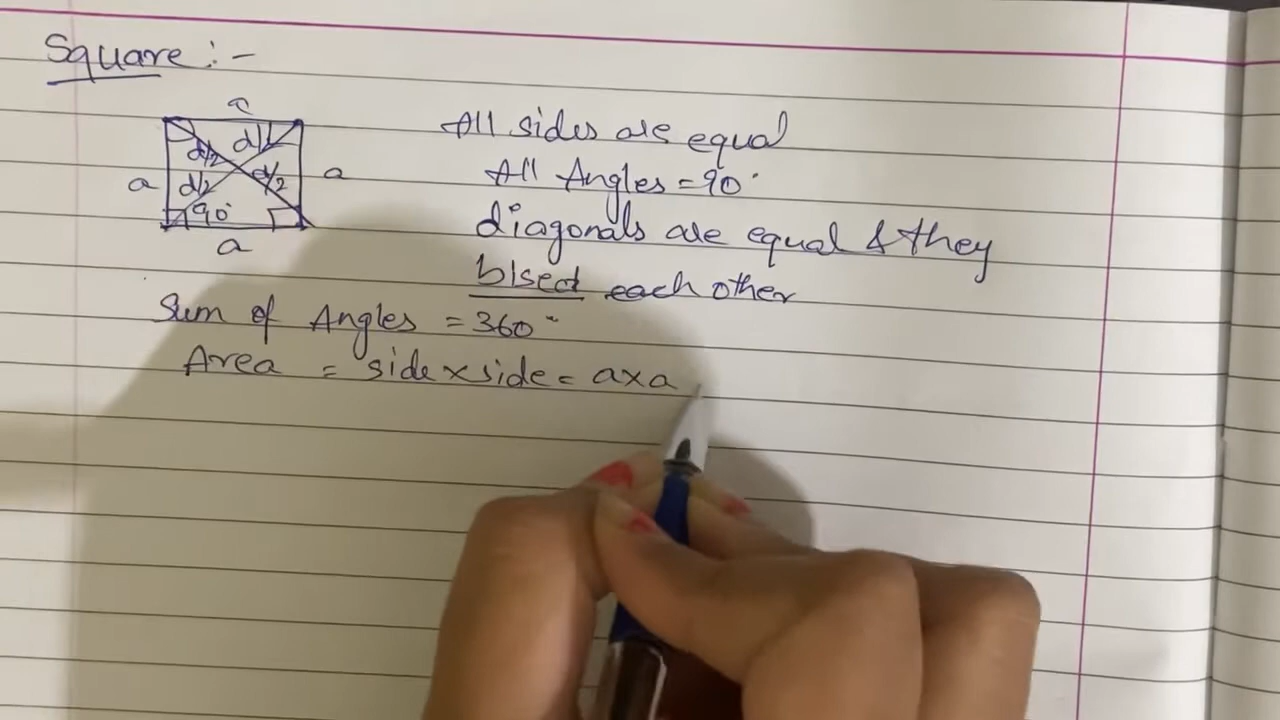 Square :-
a
d/2 d/2
a d/2 d/2 a
90°
a
All sides are equal
All Angles = 90°
diagonals are equal & they
bisect each other
Sum of Angles = 360°
Area = side x side = a x a